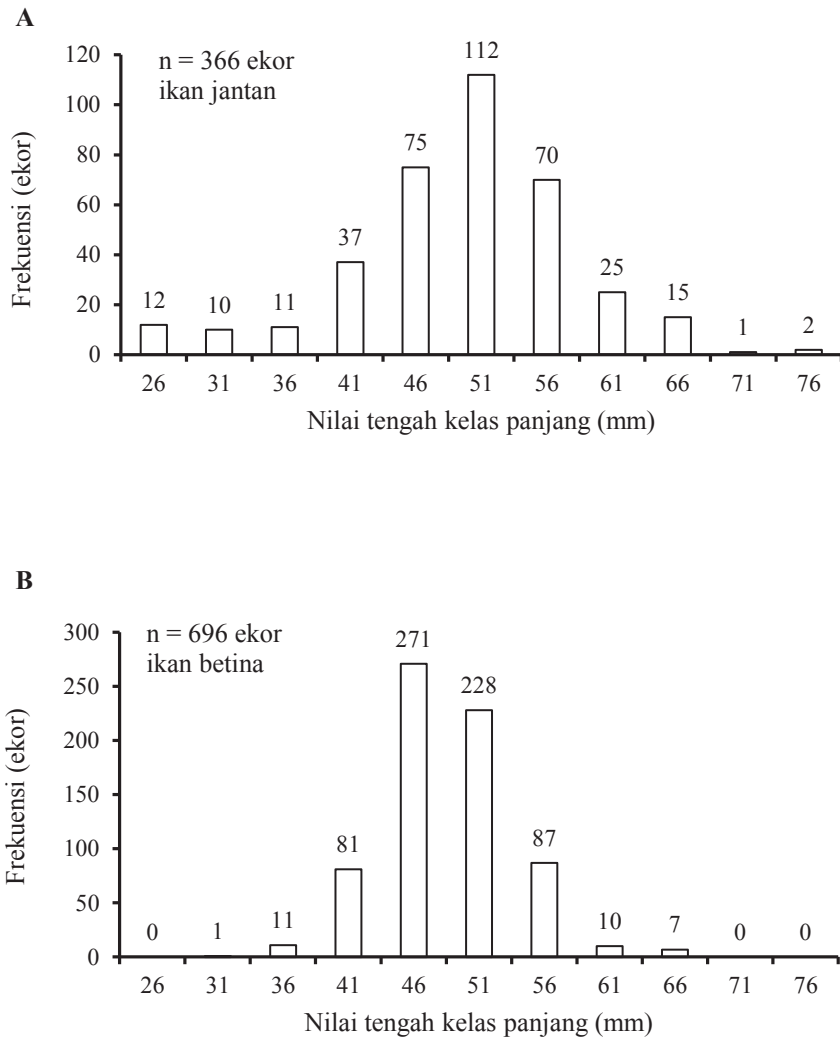 A
n = 366 ekor
ikan jantan
Frekuensi (ekor)
120
100
80
60
40
20
0
12 10 11 37 75 112 70 25 15 1 2
26 31 36 41 46 51 56 61 66 71 76
Nilai tengah kelas panjang (mm)
B
n = 696 ekor
ikan betina
Frekuensi (ekor)
300
250
200
150
100
50
0
0 1 11 81 271 228 87 10 7 0 0
26 31 36 41 46 51 56 61 66 71 76
Nilai tengah kelas panjang (mm)